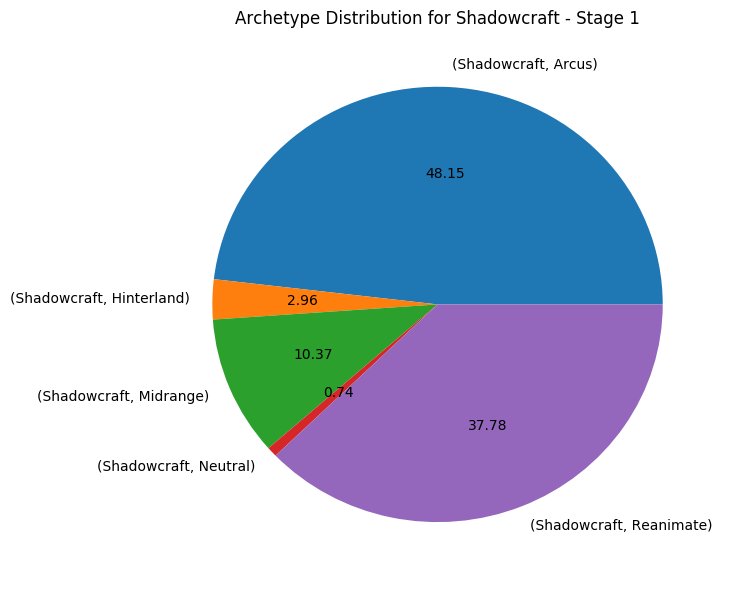 Archetype Distribution for Shadowcraft - Stage 1
(Shadowcraft, Arcus)
48.15
(Shadowcraft, Hinterland)
2.96
10.37
(Shadowcraft, Midrange)
0.74
37.78
(Shadowcraft, Neutral)
(Shadowcraft, Reanimate)